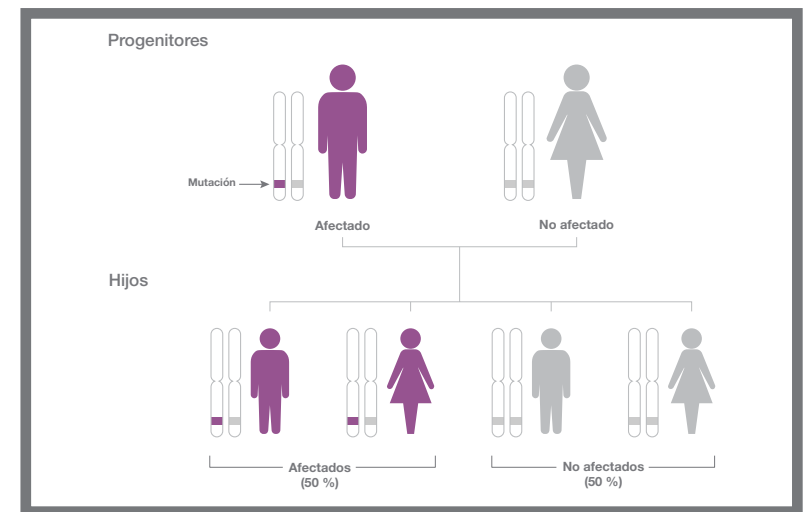 Progenitores
Mutación
Afectado
No afectado
Hijos
Afectados
(50 %)
No afectados
(50 %)